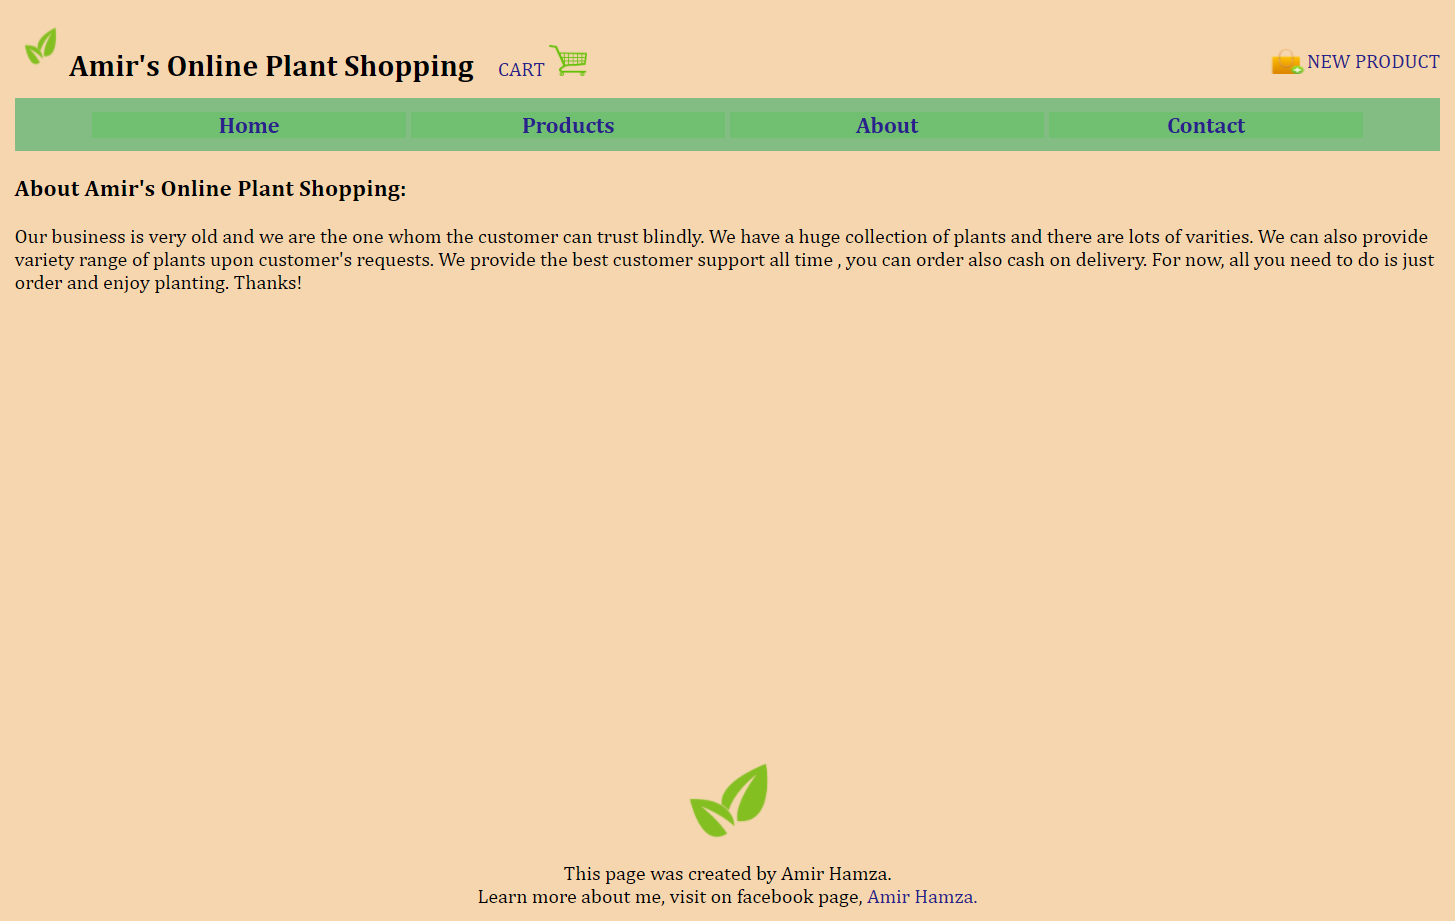 Amir's Online Plant Shopping CART NEW PRODUCT
Home Products About Contact
About Amir's Online Plant Shopping:
Our business is very old and we are the one whom the customer can trust blindly. We have a huge collection of plants and there are lots of varities. We can also provide
variety range of plants upon customer's requests. We provide the best customer support all time , you can order also cash on delivery. For now, all you need to do is just
order and enjoy planting. Thanks!
This page was created by Amir Hamza.
Learn more about me, visit on facebook page, Amir Hamza.